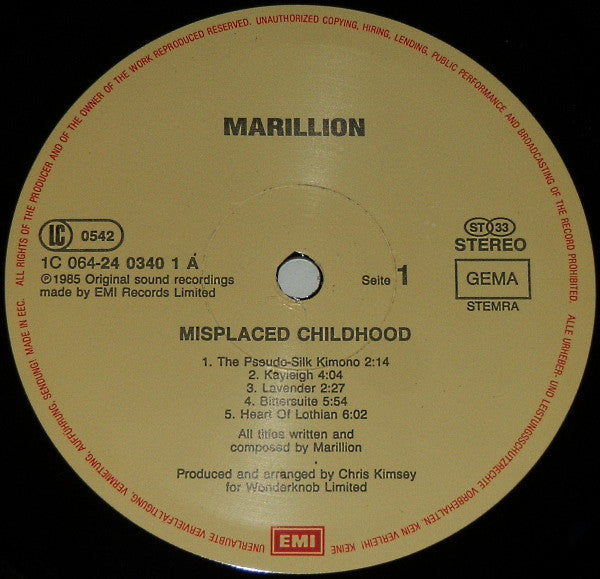 MARILLION
LC 0542
1C 064-24 0340 1 A
℗1985 Original sound recordings
made by EMI Records Limited
ST 33
STEREO
Seite 1
GEMA
STEMRA
MISPLACED CHILDHOOD
1. The Pseudo-Silk Kimono 2:14
2. Kayleigh 4:04
3. Lavender 2:27
4. Bittersuite 5:54
5. Heart Of Lothian 6:02
All titles written and
composed by Marillion
Produced and arranged by Chris Kimsey
for Wonderknob Limited
EMI
MADE IN EEC. ALL RIGHTS OF THE PRODUCER AND OF THE OWNER OF THE WORK REPRODUCED RESERVED. UNAUTHORIZED COPYING, HIRING, LENDING, PUBLIC PERFORMANCE AND BROADCASTING OF THE RECORD PROHIBITED.
ALLE URHEBER- UND LEISTUNGSSCHUTZRECHTE VORBEHALTEN. KEIN VERLEIH! KEINE UNERLAUBTE VERVIELFÄLTIGUNG, VERMIETUNG, AUFFÜHRUNG, SENDUNG!